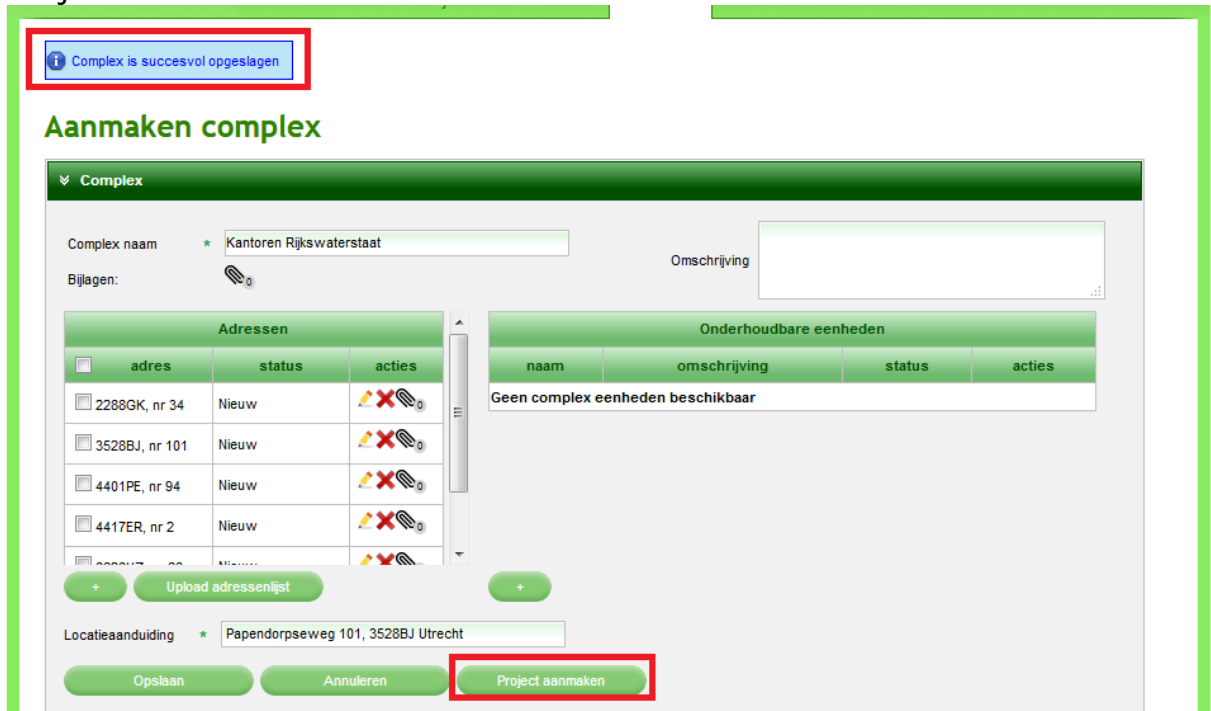 Complex is succesvol opgeslagen
Aanmaken complex
Complex
Complex naam * Kantoren Rijkswaterstaat
Omschrijving
Bijlagen: 0
Adressen
adres status acties
2288GK, nr 34 Nieuw 0
3528BJ, nr 101 Nieuw 0
4401PE, nr 94 Nieuw 0
4417ER, nr 2 Nieuw 0
Onderhoudbare eenheden
naam omschrijving status acties
Geen complex eenheden beschikbaar
+ Upload adressenlijst +
Locatieaanduiding * Papendorpseweg 101, 3528BJ Utrecht
Opslaan Annuleren Project aanmaken